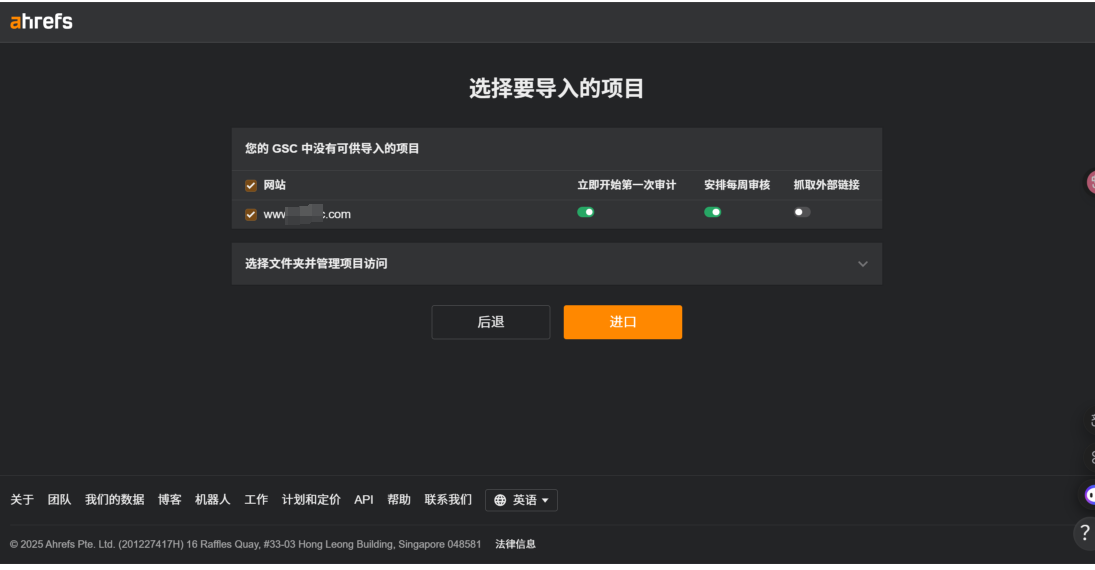 ahrefs
选择要导入的项目
您的 GSC 中没有可供导入的项目
网站 立即开始第一次审计 安排每周审核 抓取外部链接
www .com
选择文件夹并管理项目访问
后退 进口
关于 团队 我们的数据 博客 机器人 工作 计划和定价 API 帮助 联系我们 英语
© 2025 Ahrefs Pte. Ltd. (201227417H) 16 Raffles Quay, #33-03 Hong Leong Building, Singapore 048581 法律信息
?